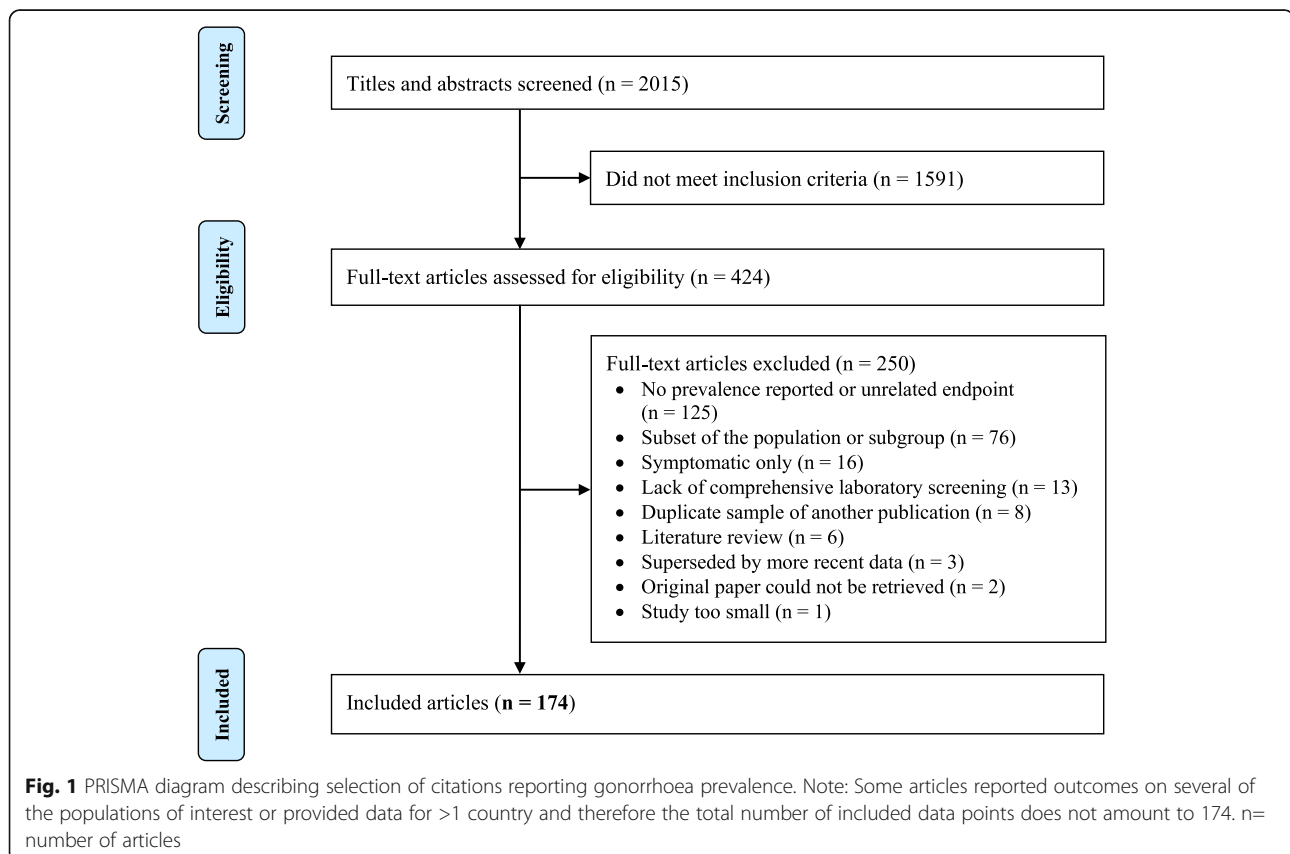 Screening
Titles and abstracts screened (n = 2015)
Did not meet inclusion criteria (n = 1591)
Eligibility
Full-text articles assessed for eligibility (n = 424)
Full-text articles excluded (n = 250)
• No prevalence reported or unrelated endpoint
(n = 125)
• Subset of the population or subgroup (n = 76)
• Symptomatic only (n = 16)
• Lack of comprehensive laboratory screening (n = 13)
• Duplicate sample of another publication (n = 8)
• Literature review (n = 6)
• Superseded by more recent data (n = 3)
• Original paper could not be retrieved (n = 2)
• Study too small (n = 1)
Included
Included articles (n = 174)
Fig. 1 PRISMA diagram describing selection of citations reporting gonorrhoea prevalence. Note: Some articles reported outcomes on several of
the populations of interest or provided data for >1 country and therefore the total number of included data points does not amount to 174. n=
number of articles